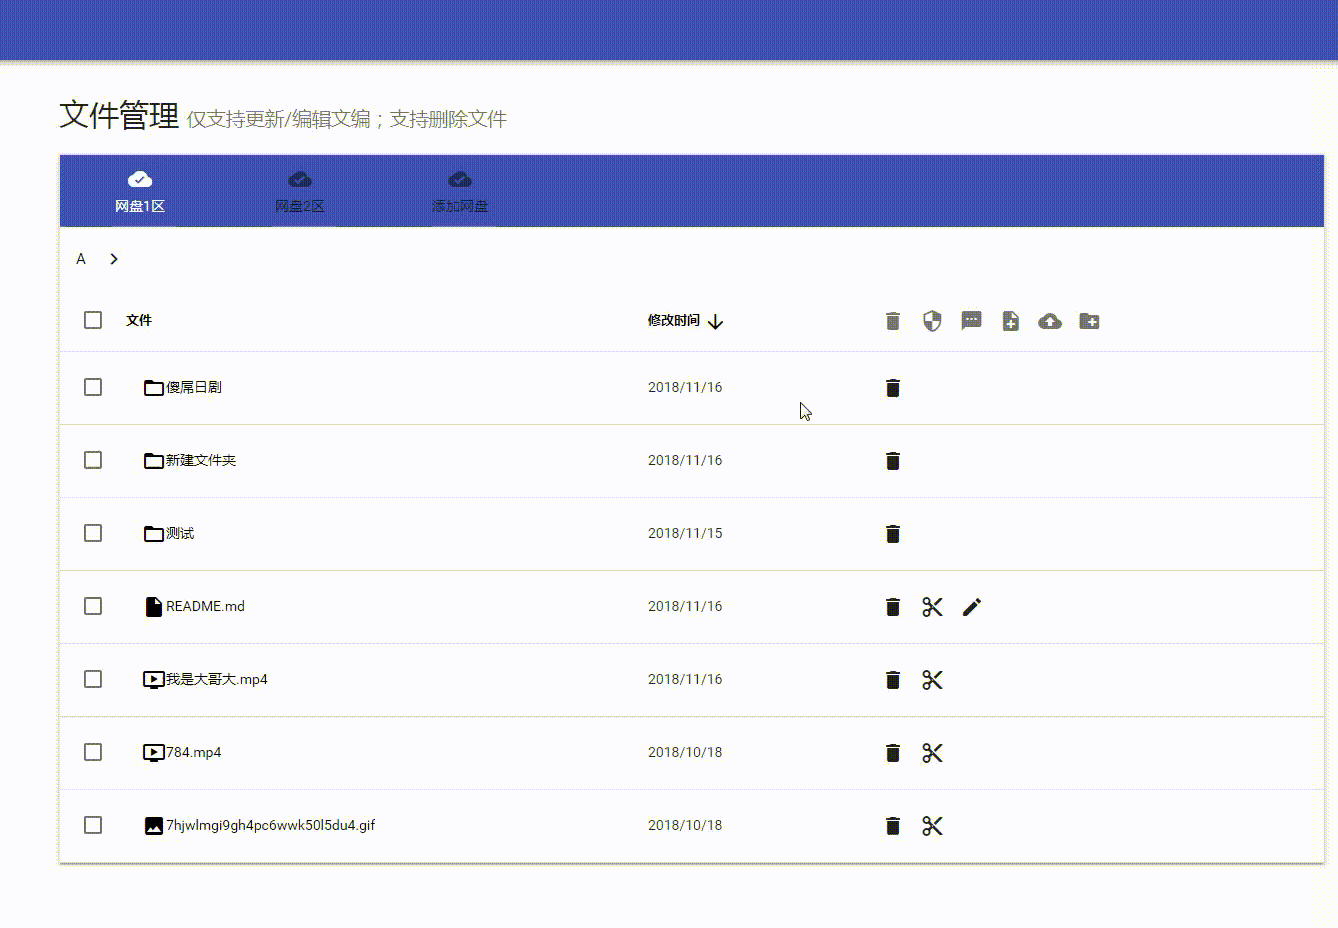 文件管理 仅支持更新/编辑文编；支持删除文件
网盘1区 网盘2区 添加网盘
A
文件 修改时间
傻屌日剧 2018/11/16
新建文件夹 2018/11/16
测试 2018/11/15
README.md 2018/11/16
我是大哥大.mp4 2018/11/16
784.mp4 2018/10/18
7hjwlmgi9gh4pc6wwk50l5du4.gif 2018/10/18